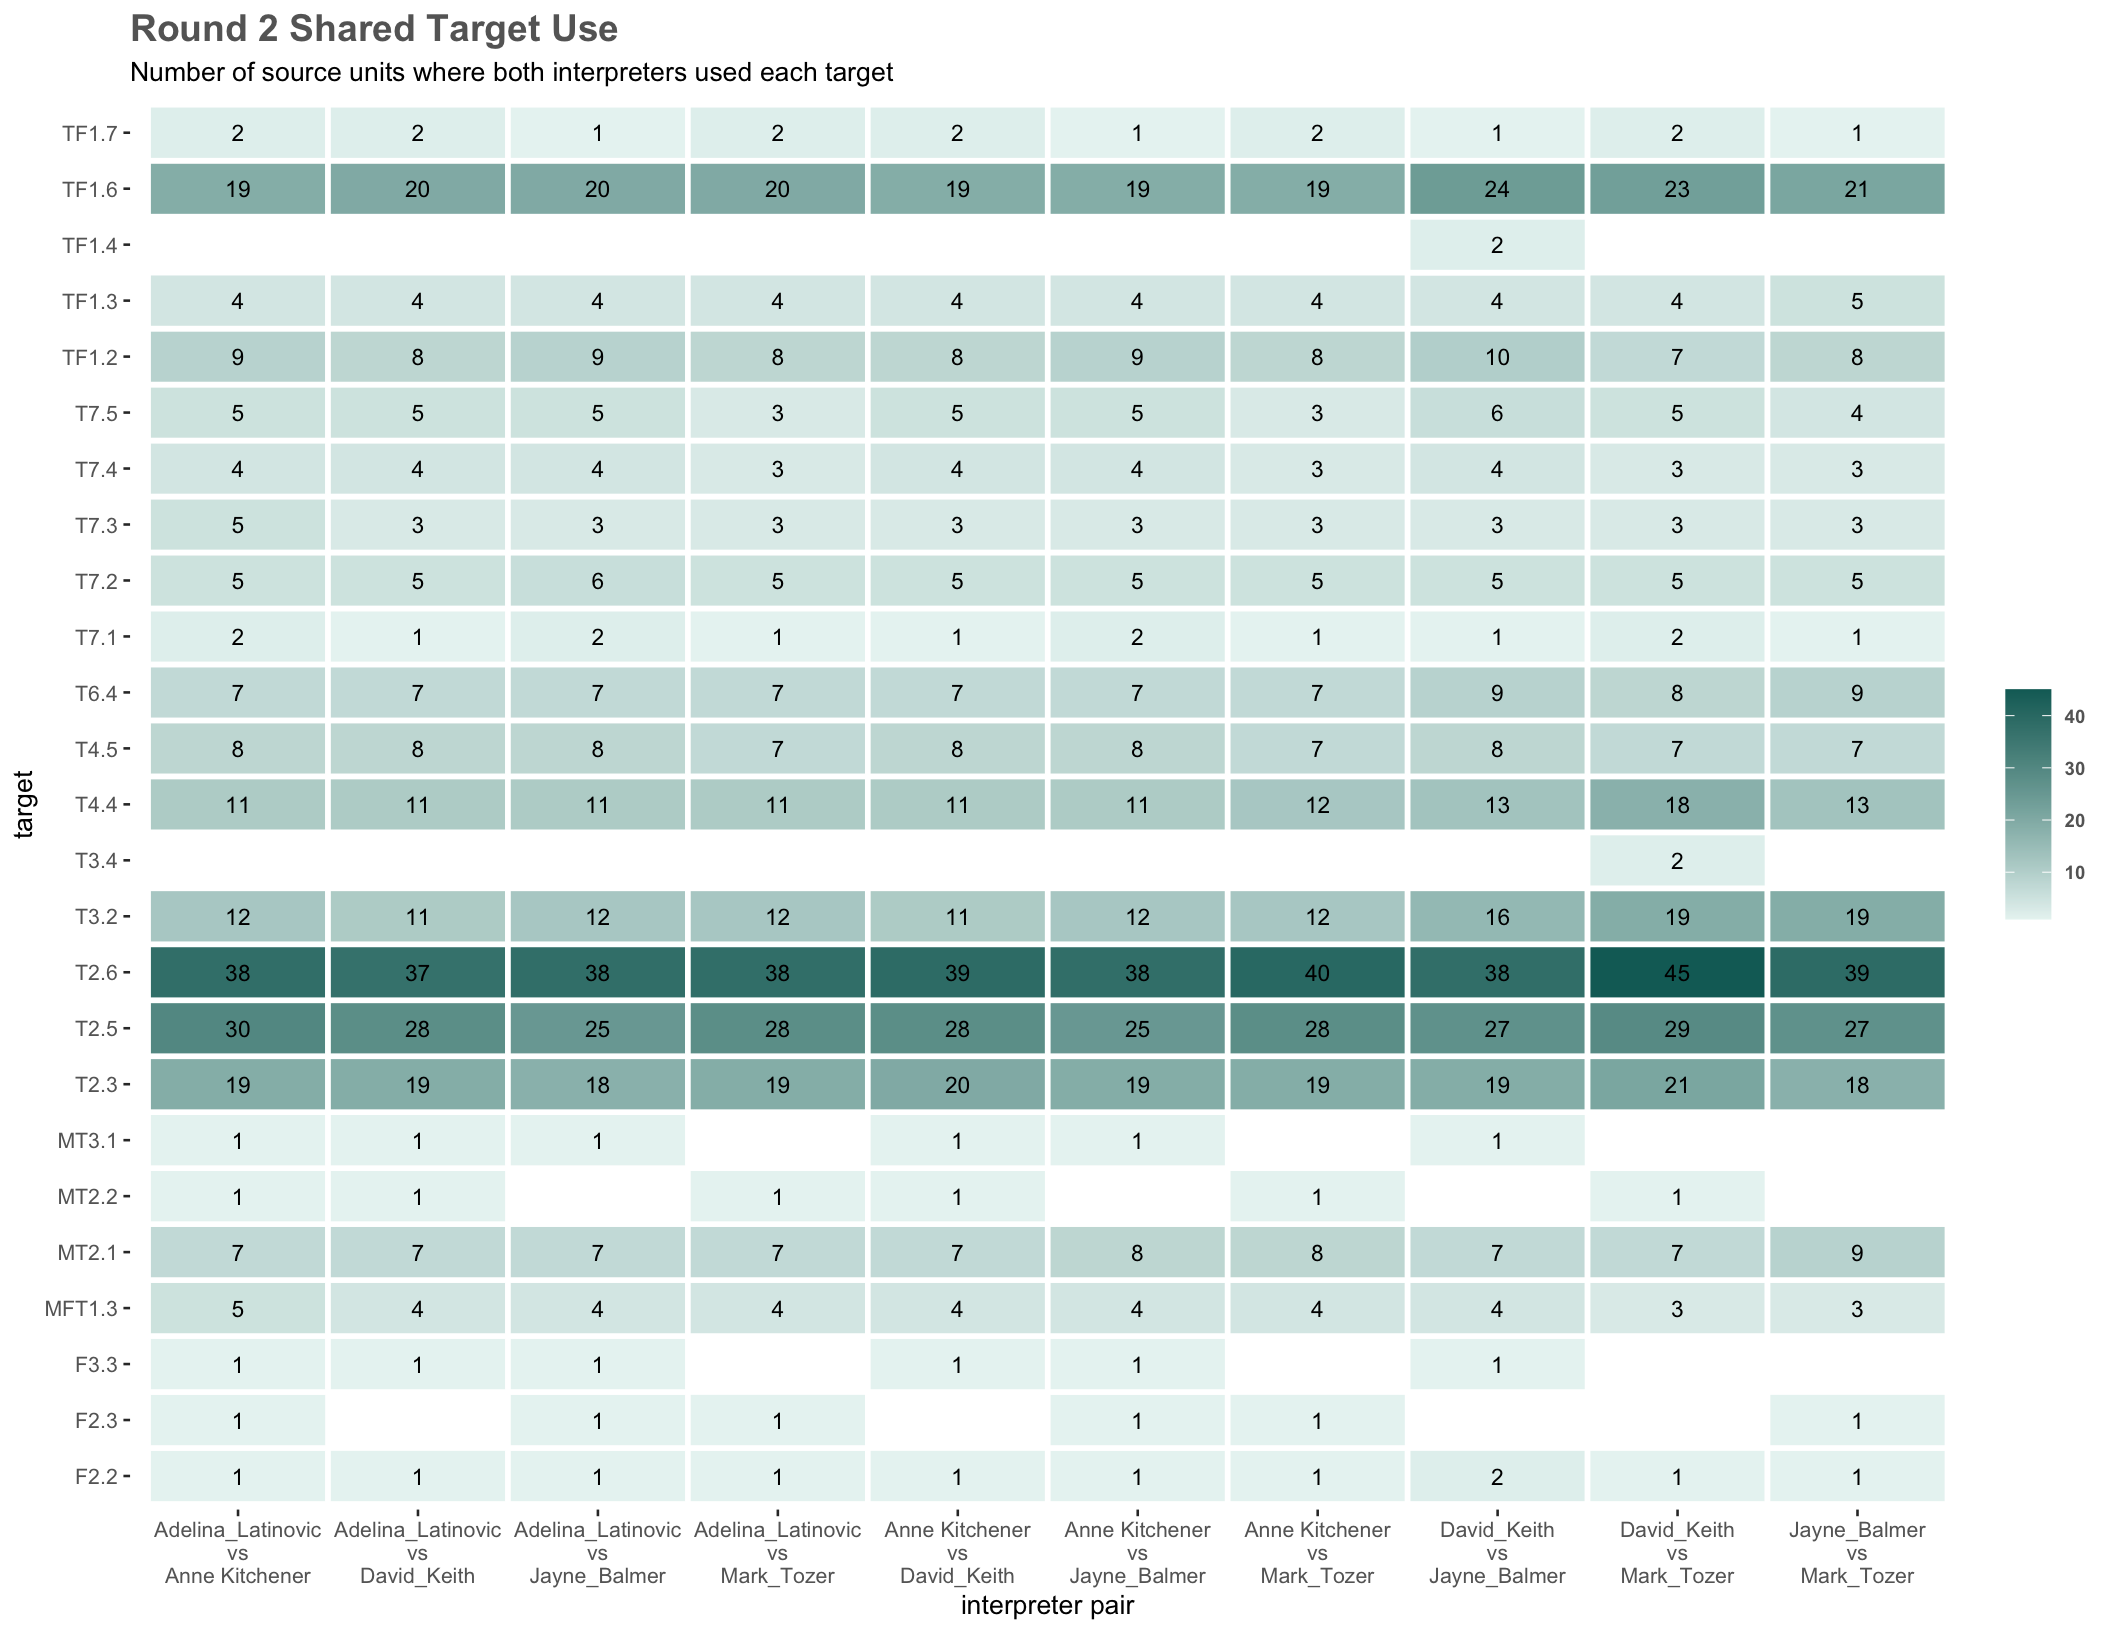 Round 2 Shared Target Use
Number of source units where both interpreters used each target
TF1.7 2 2 1 2 2 1 2 1 2 1
TF1.6 19 20 20 20 19 19 19 24 23 21
TF1.4 2
TF1.3 4 4 4 4 4 4 4 4 4 5
TF1.2 9 8 9 8 8 9 8 10 7 8
T7.5 5 5 5 3 5 5 3 6 5 4
T7.4 4 4 4 3 4 4 3 4 3 3
T7.3 5 3 3 3 3 3 3 3 3 3
T7.2 5 5 6 5 5 5 5 5 5 5
T7.1 2 1 2 1 1 2 1 1 2 1
T6.4 7 7 7 7 7 7 7 9 8 9
T4.5 8 8 8 7 8 8 7 8 7 7
T4.4 11 11 11 11 11 11 12 13 18 13
T3.4 2
T3.2 12 11 12 12 11 12 12 16 19 19
T2.6 38 37 38 38 39 38 40 38 45 39
T2.5 30 28 25 28 28 25 28 27 29 27
T2.3 19 19 18 19 20 19 19 19 21 18
MT3.1 1 1 1 1 1 1
MT2.2 1 1 1 1 1 1
MT2.1 7 7 7 7 7 8 8 7 7 9
MFT1.3 5 4 4 4 4 4 4 4 3 3
F3.3 1 1 1 1 1 1
F2.3 1 1 1 1 1 1
F2.2 1 1 1 1 1 1 1 2 1 1
target
Adelina_Latinovic Adelina_Latinovic Adelina_Latinovic Adelina_Latinovic Anne Kitchener Anne Kitchener Anne Kitchener David_Keith David_Keith Jayne_Balmer
vs vs vs vs vs vs vs vs vs vs
Anne Kitchener David_Keith Jayne_Balmer Mark_Tozer David_Keith Jayne_Balmer Mark_Tozer Jayne_Balmer Mark_Tozer Mark_Tozer
interpreter pair
40
30
20
10